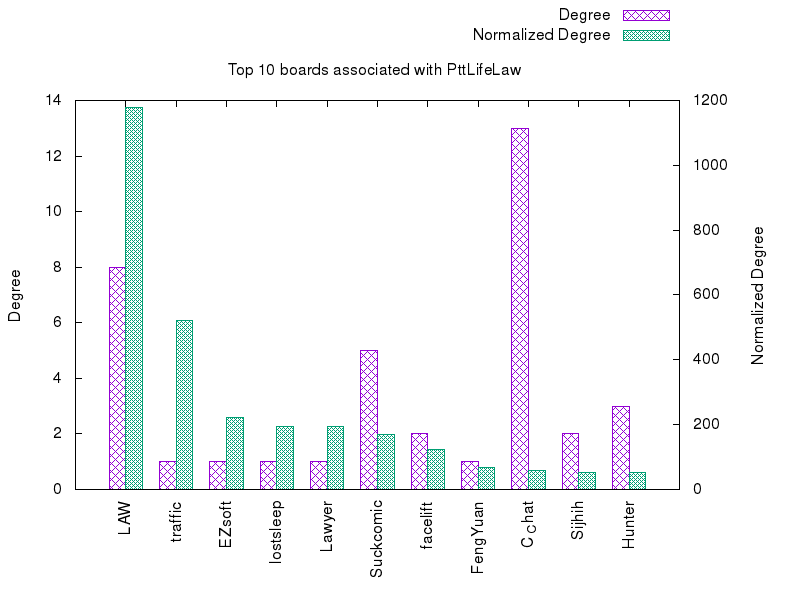 Degree
Normalized Degree
Top 10 boards associated with PttLifeLaw
14
12
10
8
6
4
2
0
1200
1000
800
600
400
200
0
Degree
Normalized Degree
LAW
traffic
EZsoft
lostsleep
Lawyer
Suckcomic
facelift
FengYuan
CChat
Sijhih
Hunter